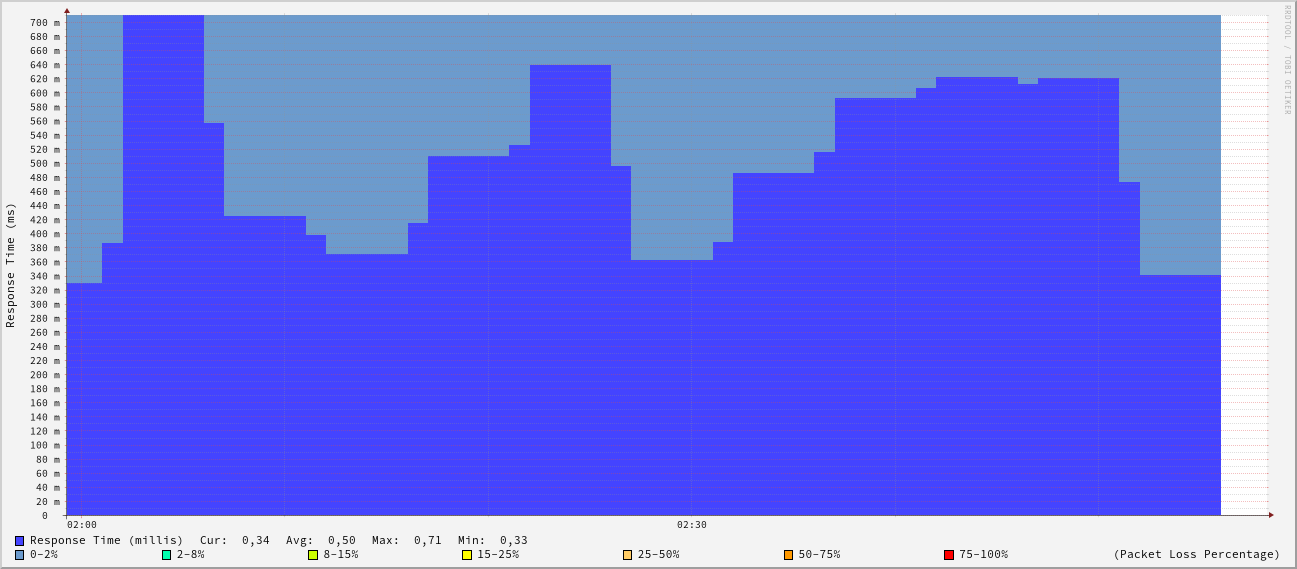 RRDTOOL / TOBI OETIKER
Response Time (ms)
700 m
680 m
660 m
640 m
620 m
600 m
580 m
560 m
540 m
520 m
500 m
480 m
460 m
440 m
420 m
400 m
380 m
360 m
340 m
320 m
300 m
280 m
260 m
240 m
220 m
200 m
180 m
160 m
140 m
120 m
100 m
80 m
60 m
40 m
20 m
0
02:00 02:30
Response Time (millis) Cur: 0,34 Avg: 0,50 Max: 0,71 Min: 0,33
0-2% 2-8% 8-15% 15-25% 25-50% 50-75% 75-100% (Packet Loss Percentage)